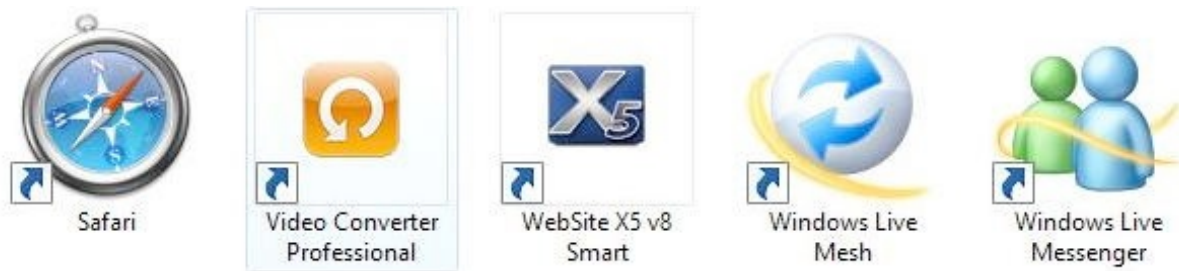 N
W
E
S
X5
Safari
Video Converter
Professional
WebSite X5 v8
Smart
Windows Live
Mesh
Windows Live
Messenger